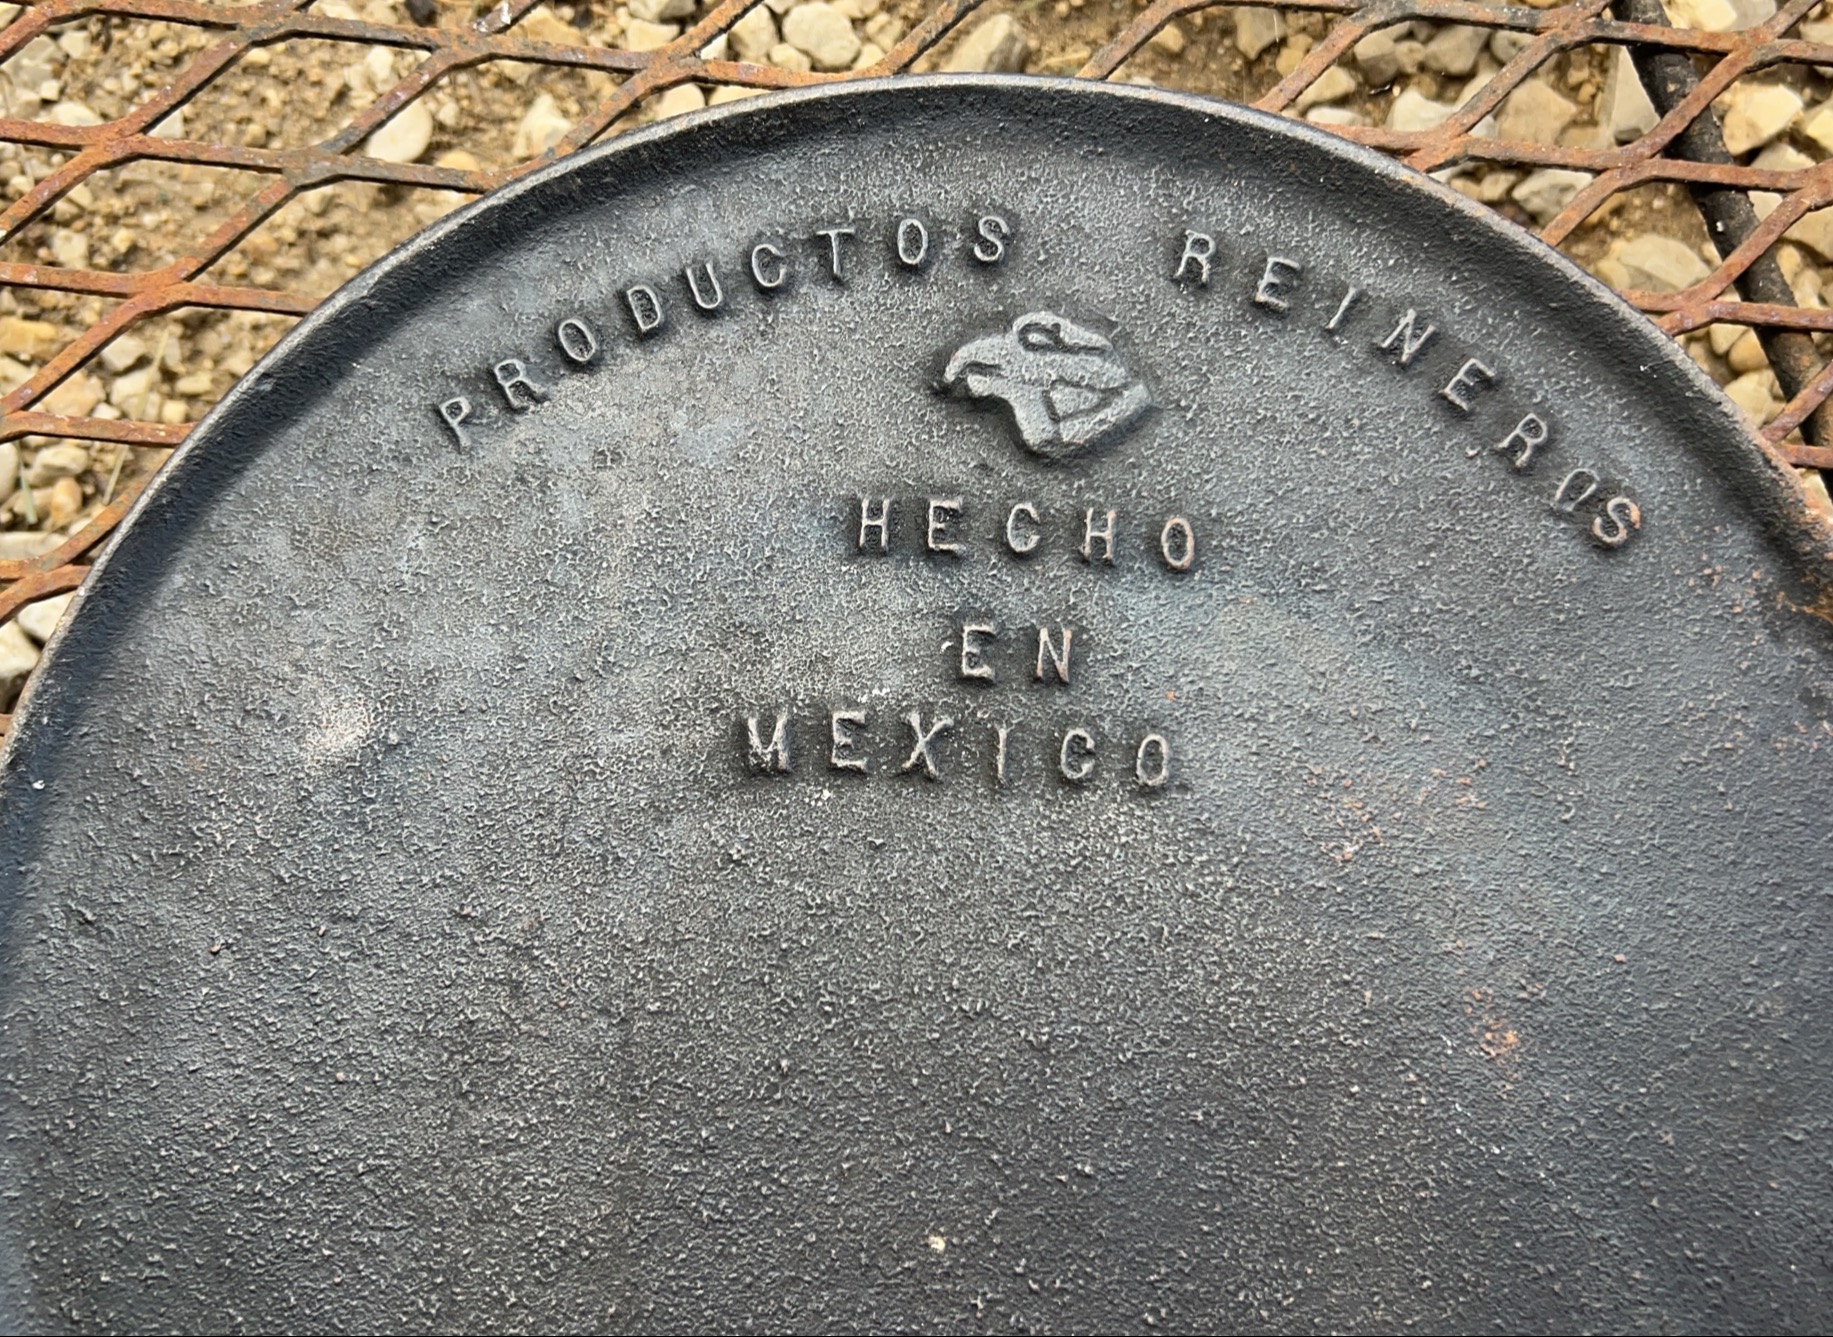 PRODUCTOS REINEROS
HECHO
EN
MEXICO